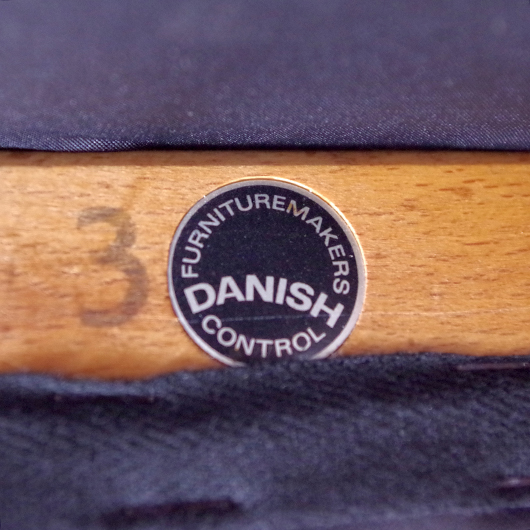 3
FURNITUREMAKERS
DANISH
CONTROL